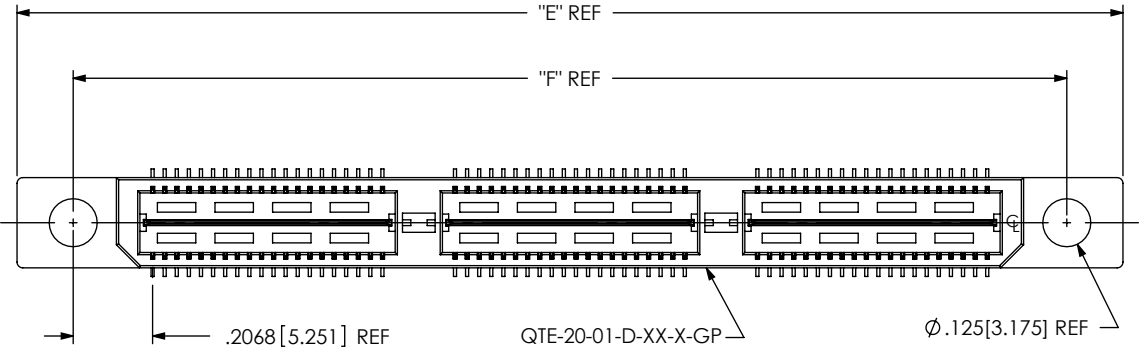 "E" REF
"F" REF
℄
.2068 [5.251] REF
QTE-20-01-D-XX-X-GP
Ø .125[3.175] REF